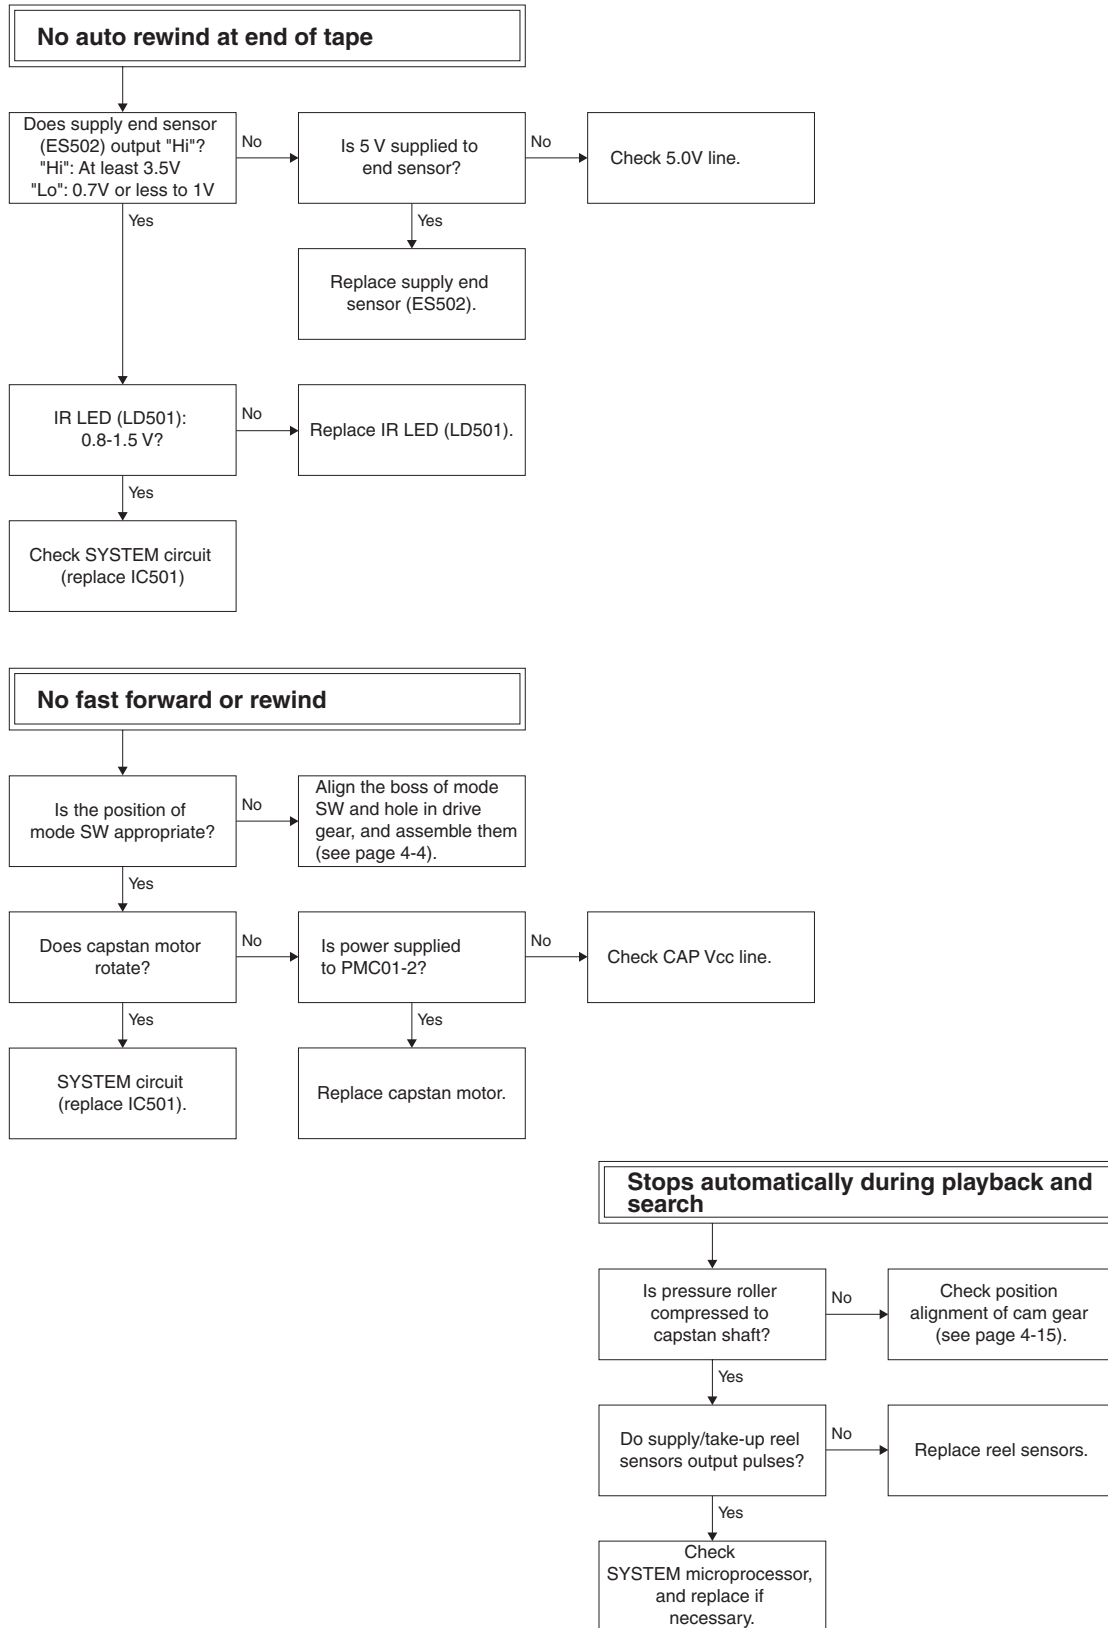 No auto rewind at end of tape
Does supply end sensor
(ES502) output "Hi"?
"Hi": At least 3.5V
"Lo": 0.7V or less to 1V
No
Is 5 V supplied to
end sensor?
No
Check 5.0V line.
Yes
Yes
Replace supply end
sensor (ES502).
IR LED (LD501):
0.8-1.5 V?
No
Replace IR LED (LD501).
Yes
Check SYSTEM circuit
(replace IC501)
No fast forward or rewind
Is the position of
mode SW appropriate?
No
Align the boss of mode
SW and hole in drive
gear, and assemble them
(see page 4-4).
Yes
Does capstan motor
rotate?
No
Is power supplied
to PMC01-2?
No
Check CAP Vcc line.
Yes
Yes
SYSTEM circuit
(replace IC501).
Replace capstan motor.
Stops automatically during playback and
search
Is pressure roller
compressed to
capstan shaft?
No
Check position
alignment of cam gear
(see page 4-15).
Yes
Do supply/take-up reel
sensors output pulses?
No
Replace reel sensors.
Yes
Check
SYSTEM microprocessor,
and replace if
necessary.